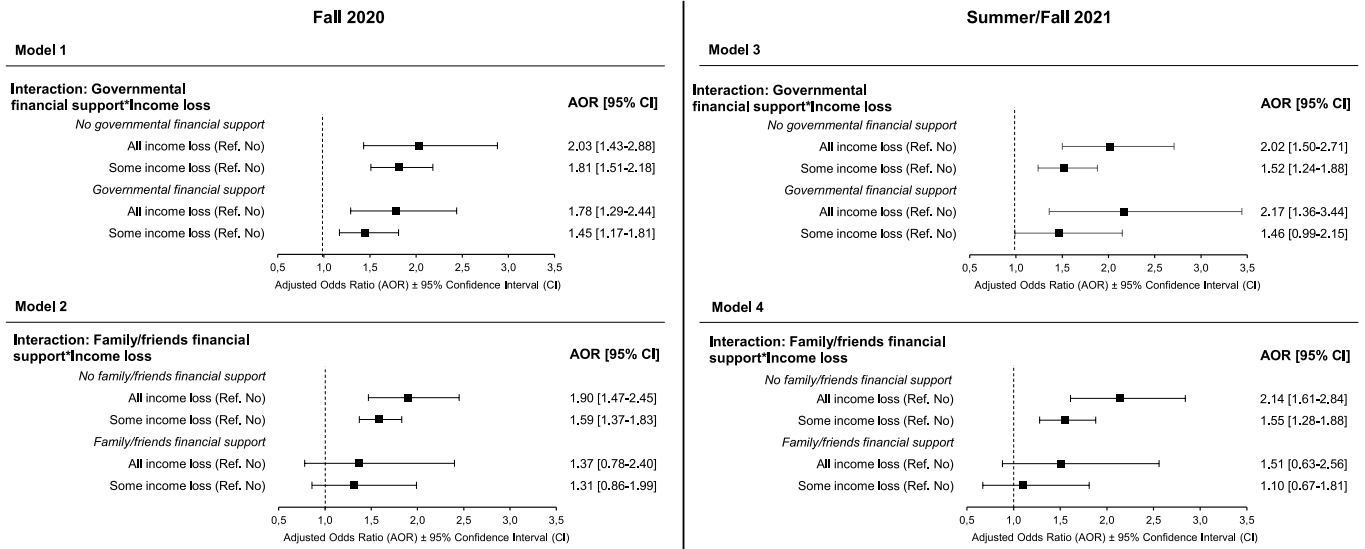 Fall 2020
Model 1
Interaction: Governmental
financial support*Income loss
AOR [95% CI]
No governmental financial support
All income loss (Ref. No)
2.03 [1.43-2.88]
Some income loss (Ref. No)
1.81 [1.51-2.18]
Governmental financial support
All income loss (Ref. No)
1.78 [1.29-2.44]
Some income loss (Ref. No)
1.45 [1.17-1.81]
0,5 1,0 1,5 2,0 2,5 3,0 3,5
Adjusted Odds Ratio (AOR) ± 95% Confidence Interval (CI)
Model 2
Interaction: Family/friends financial
support*Income loss
AOR [95% CI]
No family/friends financial support
All income loss (Ref. No)
1.90 [1.47-2.45]
Some income loss (Ref. No)
1.59 [1.37-1.83]
Family/friends financial support
All income loss (Ref. No)
1.37 [0.78-2.40]
Some income loss (Ref. No)
1.31 [0.86-1.99]
0,5 1,0 1,5 2,0 2,5 3,0 3,5
Adjusted Odds Ratio (AOR) ± 95% Confidence Interval (CI)
Summer/Fall 2021
Model 3
Interaction: Governmental
financial support*Income loss
AOR [95% CI]
No governmental financial support
All income loss (Ref. No)
2.02 [1.50-2.71]
Some income loss (Ref. No)
1.52 [1.24-1.88]
Governmental financial support
All income loss (Ref. No)
2.17 [1.36-3.44]
Some income loss (Ref. No)
1.46 [0.99-2.15]
0,5 1,0 1,5 2,0 2,5 3,0 3,5
Adjusted Odds Ratio (AOR) ± 95% Confidence Interval (CI)
Model 4
Interaction: Family/friends financial
support*Income loss
AOR [95% CI]
No family/friends financial support
All income loss (Ref. No)
2.14 [1.61-2.84]
Some income loss (Ref. No)
1.55 [1.28-1.88]
Family/friends financial support
All income loss (Ref. No)
1.51 [0.63-2.56]
Some income loss (Ref. No)
1.10 [0.67-1.81]
0,5 1,0 1,5 2,0 2,5 3,0 3,5
Adjusted Odds Ratio (AOR) ± 95% Confidence Interval (CI)